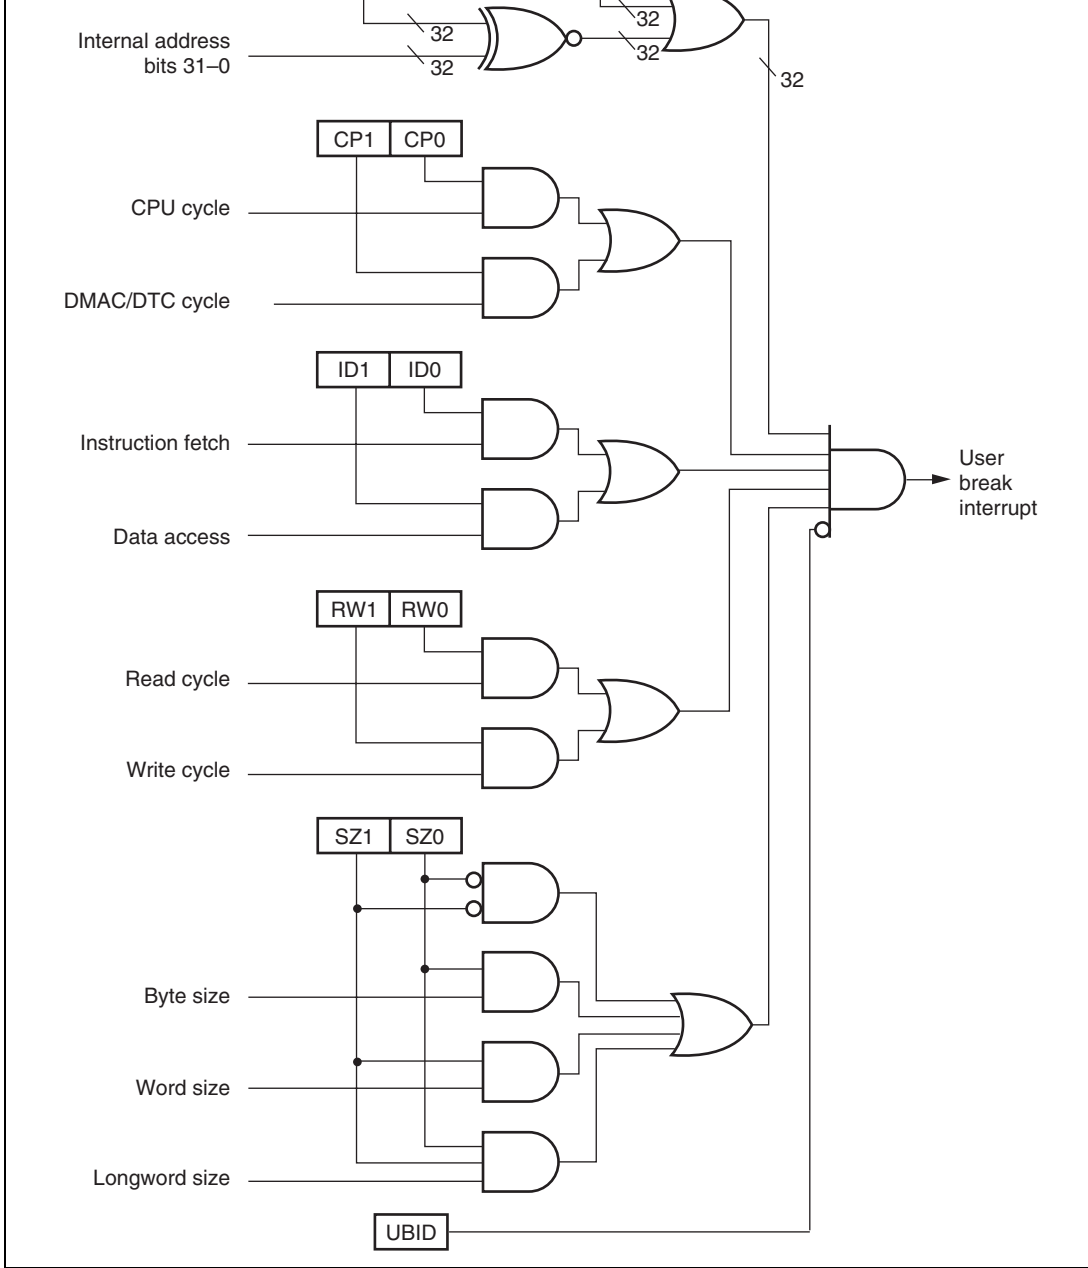 32
Internal address
bits 31–0
32
32
32
32
CP1 CP0
CPU cycle
DMAC/DTC cycle
ID1 ID0
Instruction fetch
Data access
User
break
interrupt
RW1 RW0
Read cycle
Write cycle
SZ1 SZ0
Byte size
Word size
Longword size
UBID